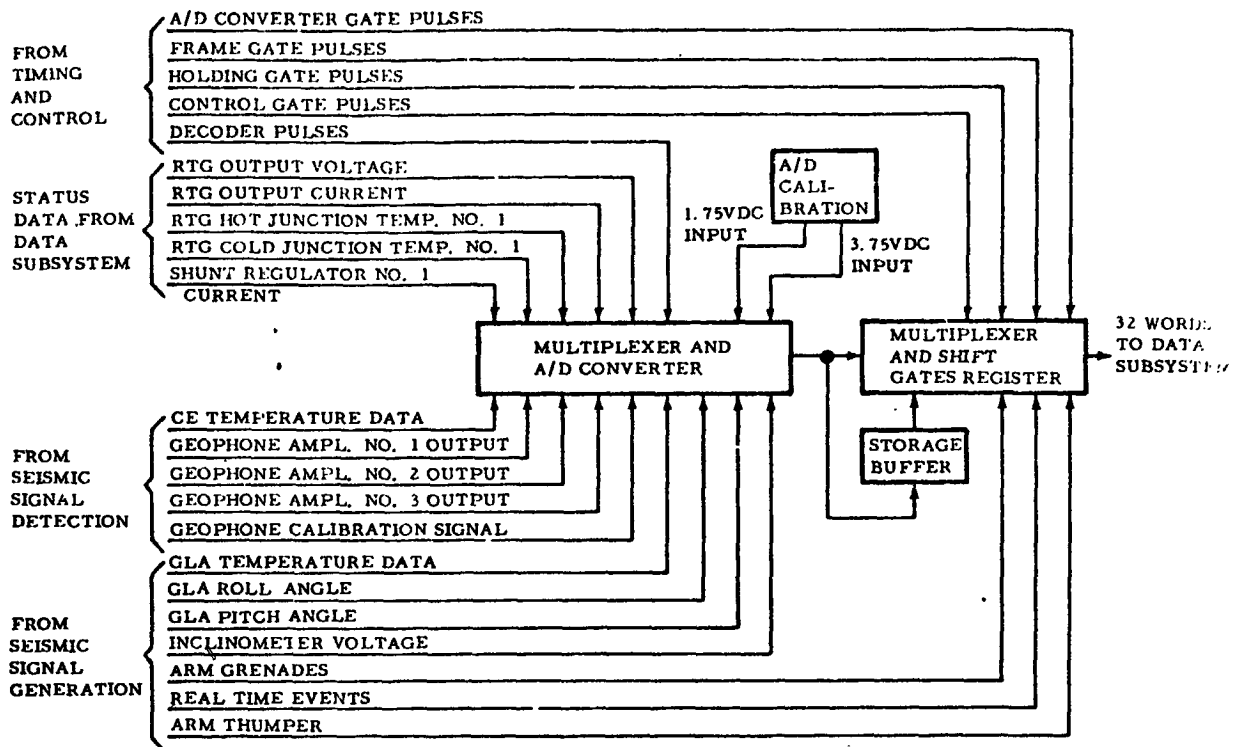 A/D CONVERTER GATE PULSES
FRAME GATE PULSES
HOLDING GATE PULSES
CONTROL GATE PULSES
DECODER PULSES
FROM
TIMING
AND
CONTROL
RTG OUTPUT VOLTAGE
RTG OUTPUT CURRENT
RTG HOT JUNCTION TEMP. NO. 1
RTG COLD JUNCTION TEMP. NO. 1
SHUNT REGULATOR NO. 1
CURRENT
STATUS
DATA FROM
DATA
SUBSYSTEM
A/D
CALI-
BRATION
1.75VDC
INPUT
3.75VDC
INPUT
MULTIPLEXER AND
A/D CONVERTER
MULTIPLEXER
AND SHIFT
GATES REGISTER
32 WORDS
TO DATA
SUBSYSTEM
STORAGE
BUFFER
CE TEMPERATURE DATA
GEOPHONE AMPL. NO. 1 OUTPUT
GEOPHONE AMPL. NO. 2 OUTPUT
GEOPHONE AMPL. NO. 3 OUTPUT
GEOPHONE CALIBRATION SIGNAL
FROM
SEISMIC
SIGNAL
DETECTION
GLA TEMPERATURE DATA
GLA ROLL ANGLE
GLA PITCH ANGLE
INCLINOMETER VOLTAGE
ARM GRENADES
REAL TIME EVENTS
ARM THUMPER
FROM
SEISMIC
SIGNAL
GENERATION